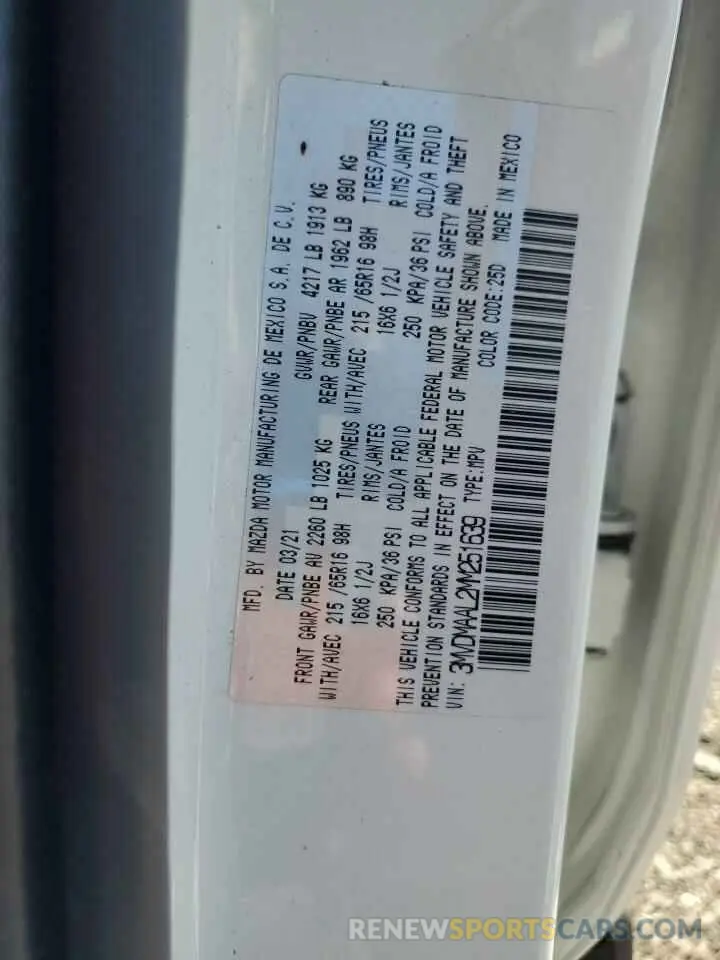 MFD. BY MAZDA MOTOR MANUFACTURING DE MEXICO S.A. DE C.V.
DATE 03/21 GVWR/PNBV 4217 LB 1913 KG
FRONT GAWR/PNBE AV 2260 LB 1025 KG REAR GAWR/PNBE AR 1962 LB 890 KG
WITH/AVEC 215 /65R16 98H TIRES/PNEUS WITH/AVEC 215 /65R16 98H TIRES/PNEUS
16X6 1/2J RIMS/JANTES 16X6 1/2J RIMS/JANTES
250 KPA/36 PSI COLD/A FROID 250 KPA/36 PSI COLD/A FROID
THIS VEHICLE CONFORMS TO ALL APPLICABLE FEDERAL MOTOR VEHICLE SAFETY AND THEFT
PREVENTION STANDARDS IN EFFECT ON THE DATE OF MANUFACTURE SHOWN ABOVE.
VIN: 3MVDMAAL2MM251639 TYPE:MPV COLOR CODE:25D MADE IN MEXICO
RENEWSPORTSCARS.COM